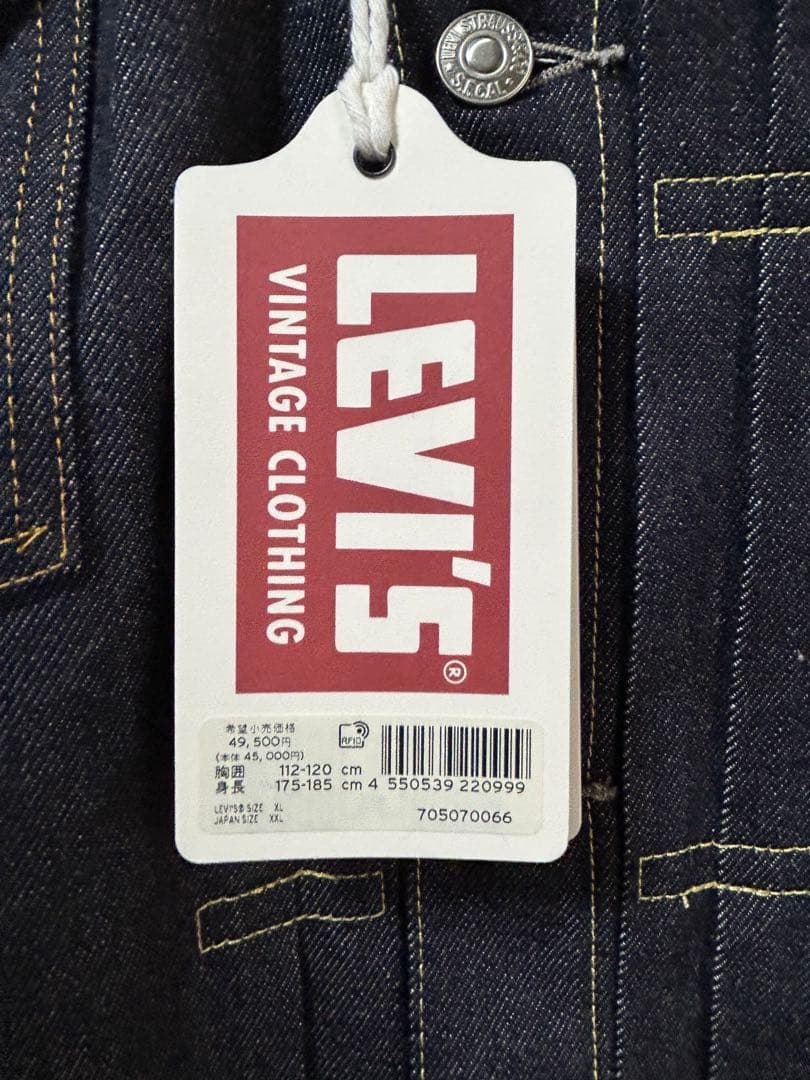 LEVI STRAUSS & CO
S.F.CAL.
LEVI'S®
VINTAGE CLOTHING
希望小売価格
49,500円
(本体 45,000円)
RFID
胸囲 112-120 cm
身長 175-185 cm
4 550539 220999
LEVI'S® SIZE XL
JAPAN SIZE XXL
705070066